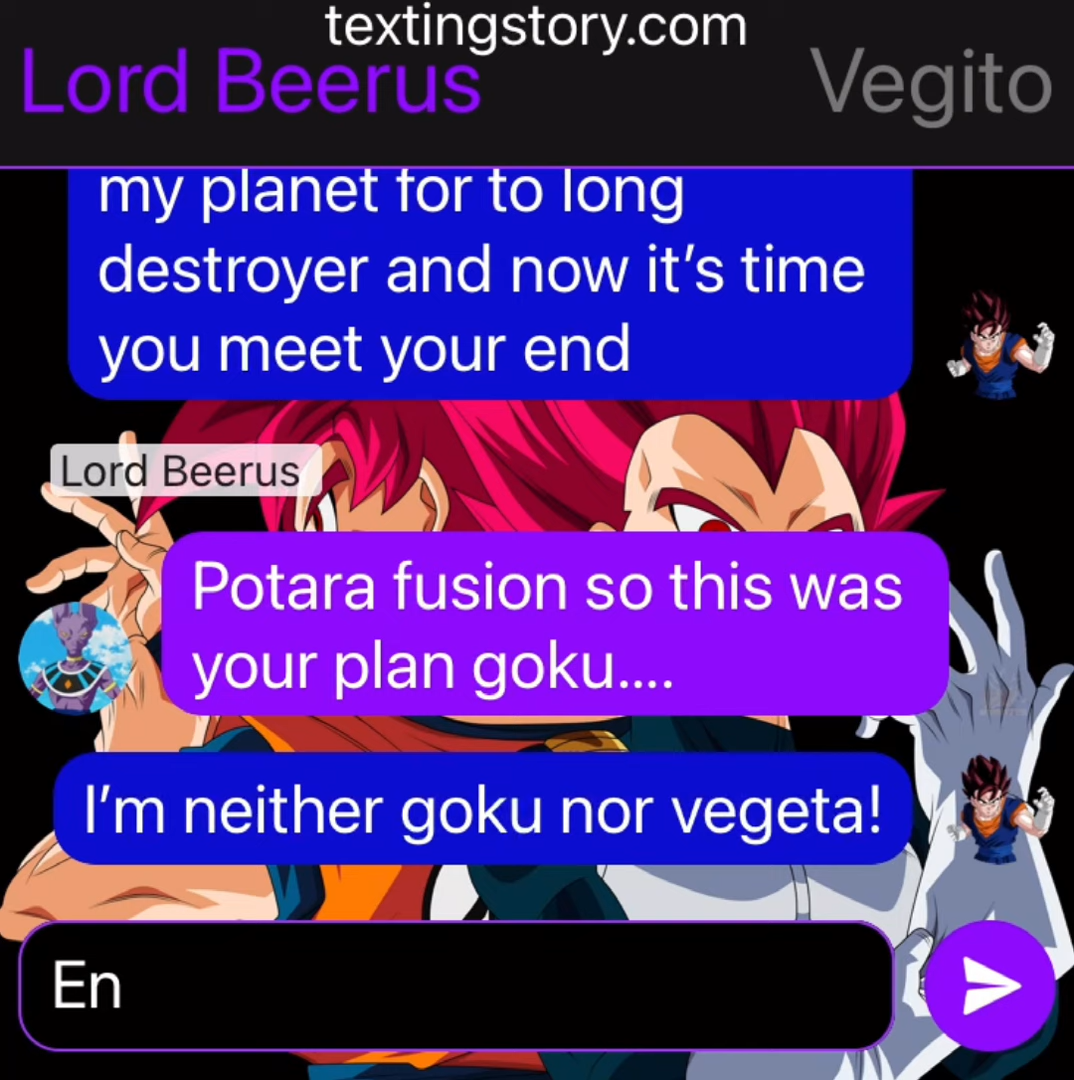 textingstory.com
Lord Beerus
Vegito
my planet for to long
destroyer and now it’s time
you meet your end
Lord Beerus
Potara fusion so this was
your plan goku....
I’m neither goku nor vegeta!
En